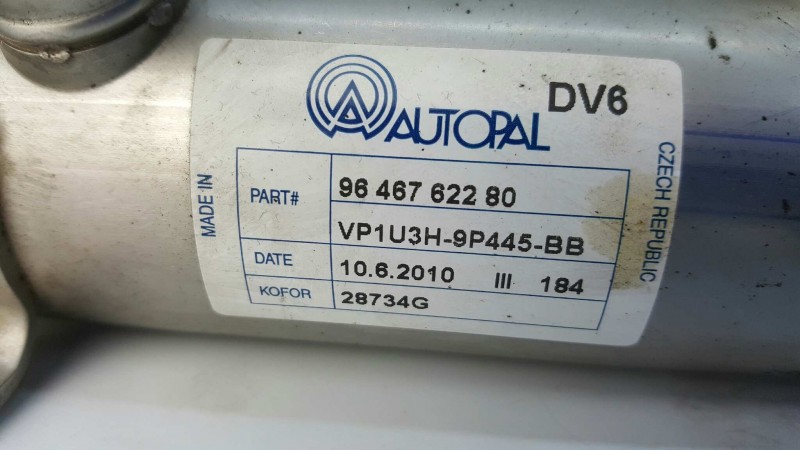 DV6
AUTOPAL
MADE IN
CZECH REPUBLIC
PART# 96 467 622 80
VP1U3H-9P445-BB
DATE 10.6.2010 III 184
KOFOR 28734G